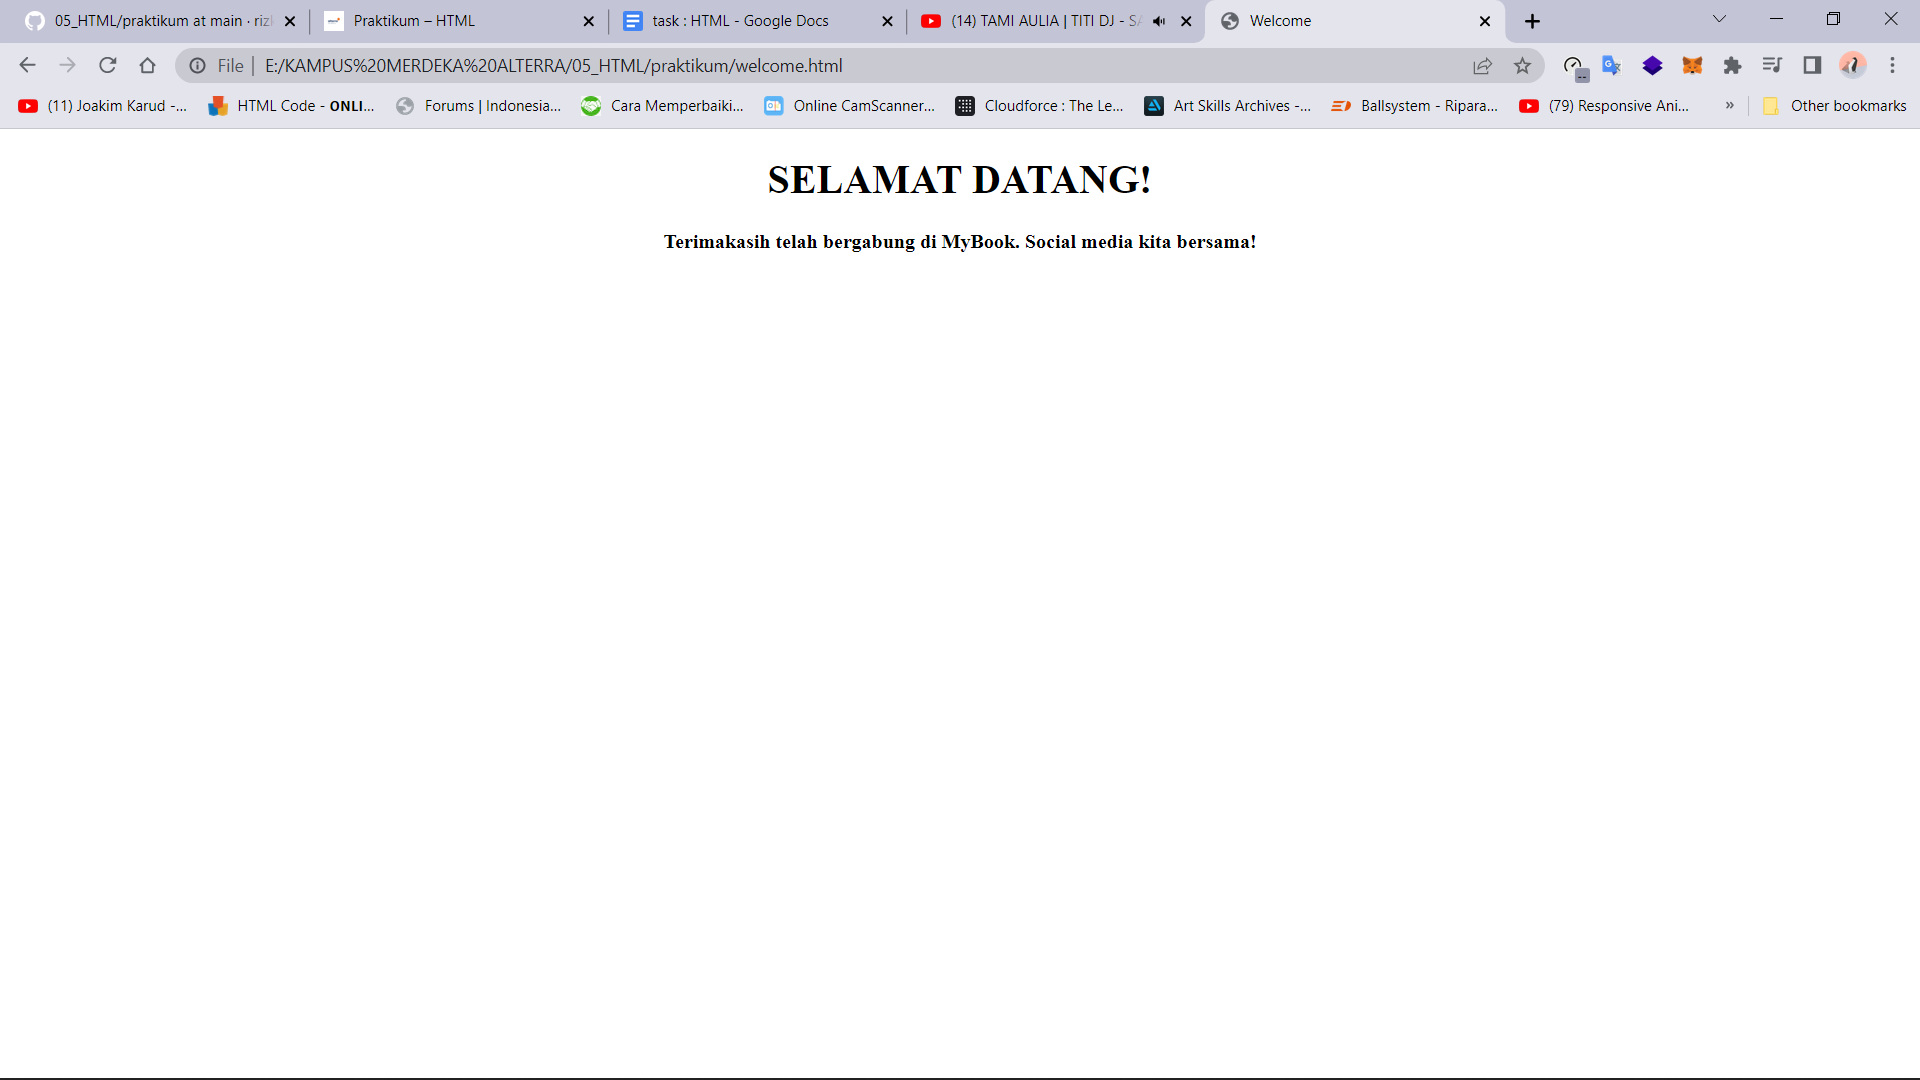 05_HTML/praktikum at main · riz
Praktikum – HTML
task : HTML - Google Docs
(14) TAMI AULIA | TITI DJ - SA
Welcome
File | E:/KAMPUS%20MERDEKA%20ALTERRA/05_HTML/praktikum/welcome.html
(11) Joakim Karud -...
HTML Code - ONLI...
Forums | Indonesia...
Cara Memperbaiki...
Online CamScanner...
Cloudforce : The Le...
Art Skills Archives -...
Ballsystem - Ripara...
(79) Responsive Ani...
»
Other bookmarks
SELAMAT DATANG!
Terimakasih telah bergabung di MyBook. Social media kita bersama!